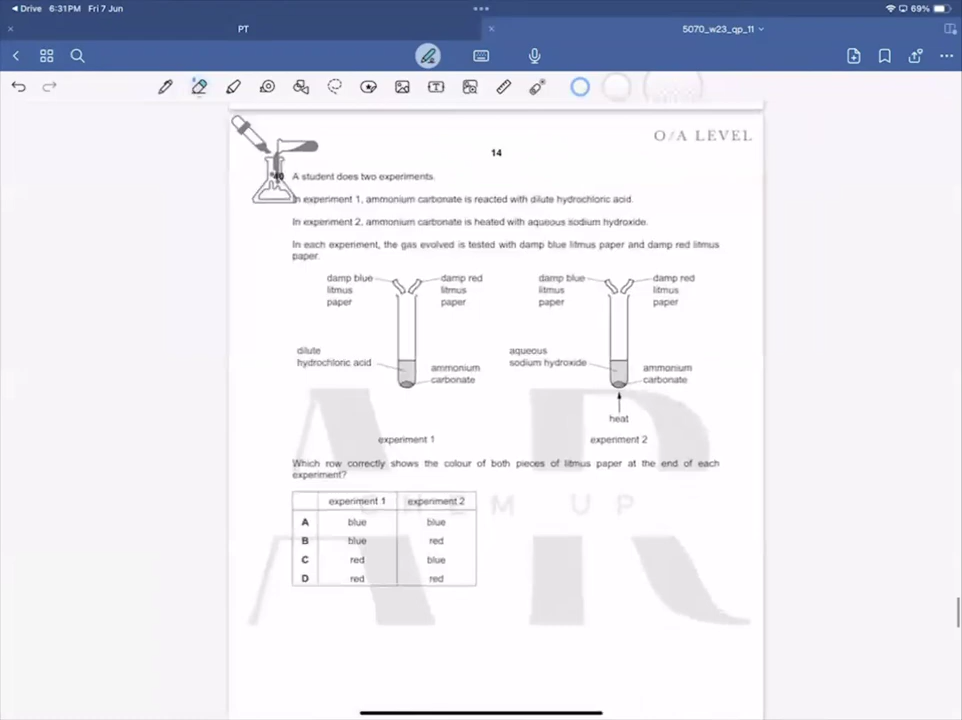 Drive 6:31PM Fri 7 Jun
69%
PT
5070_w23_qp_11
O/A LEVEL
14
40 A student does two experiments.
In experiment 1, ammonium carbonate is reacted with dilute hydrochloric acid.
In experiment 2, ammonium carbonate is heated with aqueous sodium hydroxide.
In each experiment, the gas evolved is tested with damp blue litmus paper and damp red litmus
paper.
damp blue
litmus
paper
damp red
litmus
paper
dilute
hydrochloric acid
ammonium
carbonate
experiment 1
damp blue
litmus
paper
damp red
litmus
paper
aqueous
sodium hydroxide
ammonium
carbonate
heat
experiment 2
Which row correctly shows the colour of both pieces of litmus paper at the end of each
experiment?
experiment 1 experiment 2
A blue blue
B blue red
C red blue
D red red
AR
CHEM UP
AR